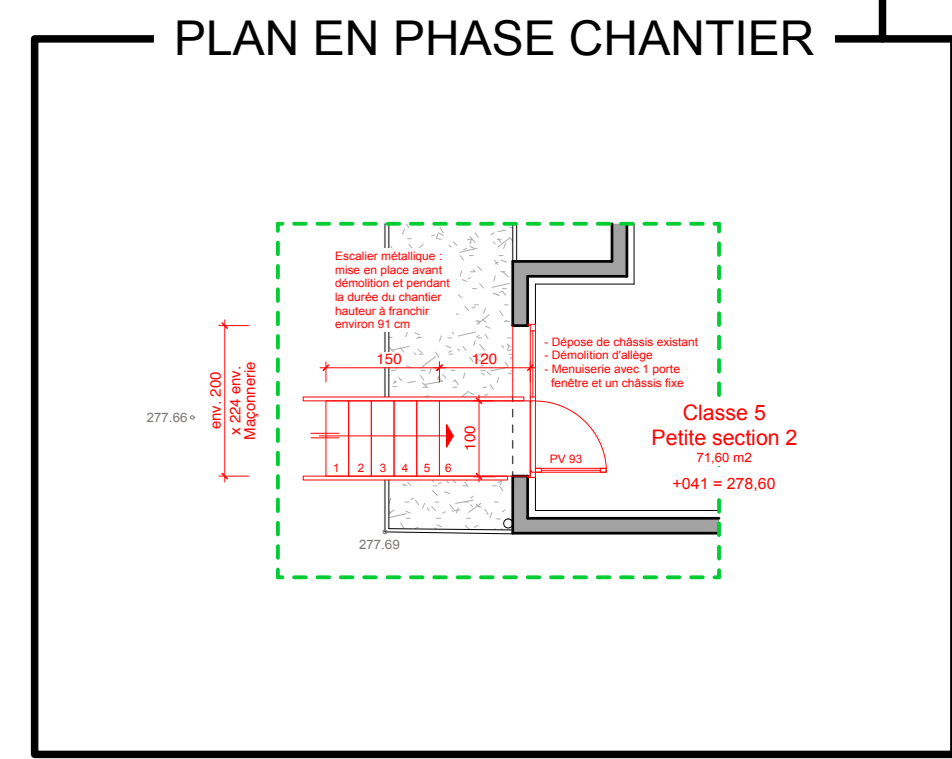 PLAN EN PHASE CHANTIER
Escalier métallique :
mise en place avant
démolition et pendant
la durée du chantier
hauteur à franchir
environ 91 cm
150
120
- Dépose de châssis existant
- Démolition d'allège
- Menuiserie avec 1 porte
fenêtre et un châssis fixe
env. 200
x 224 env.
Maçonnerie
277.66
100
1 2 3 4 5 6
PV 93
Classe 5
Petite section 2
71,60 m2
+041 = 278,60
277.69